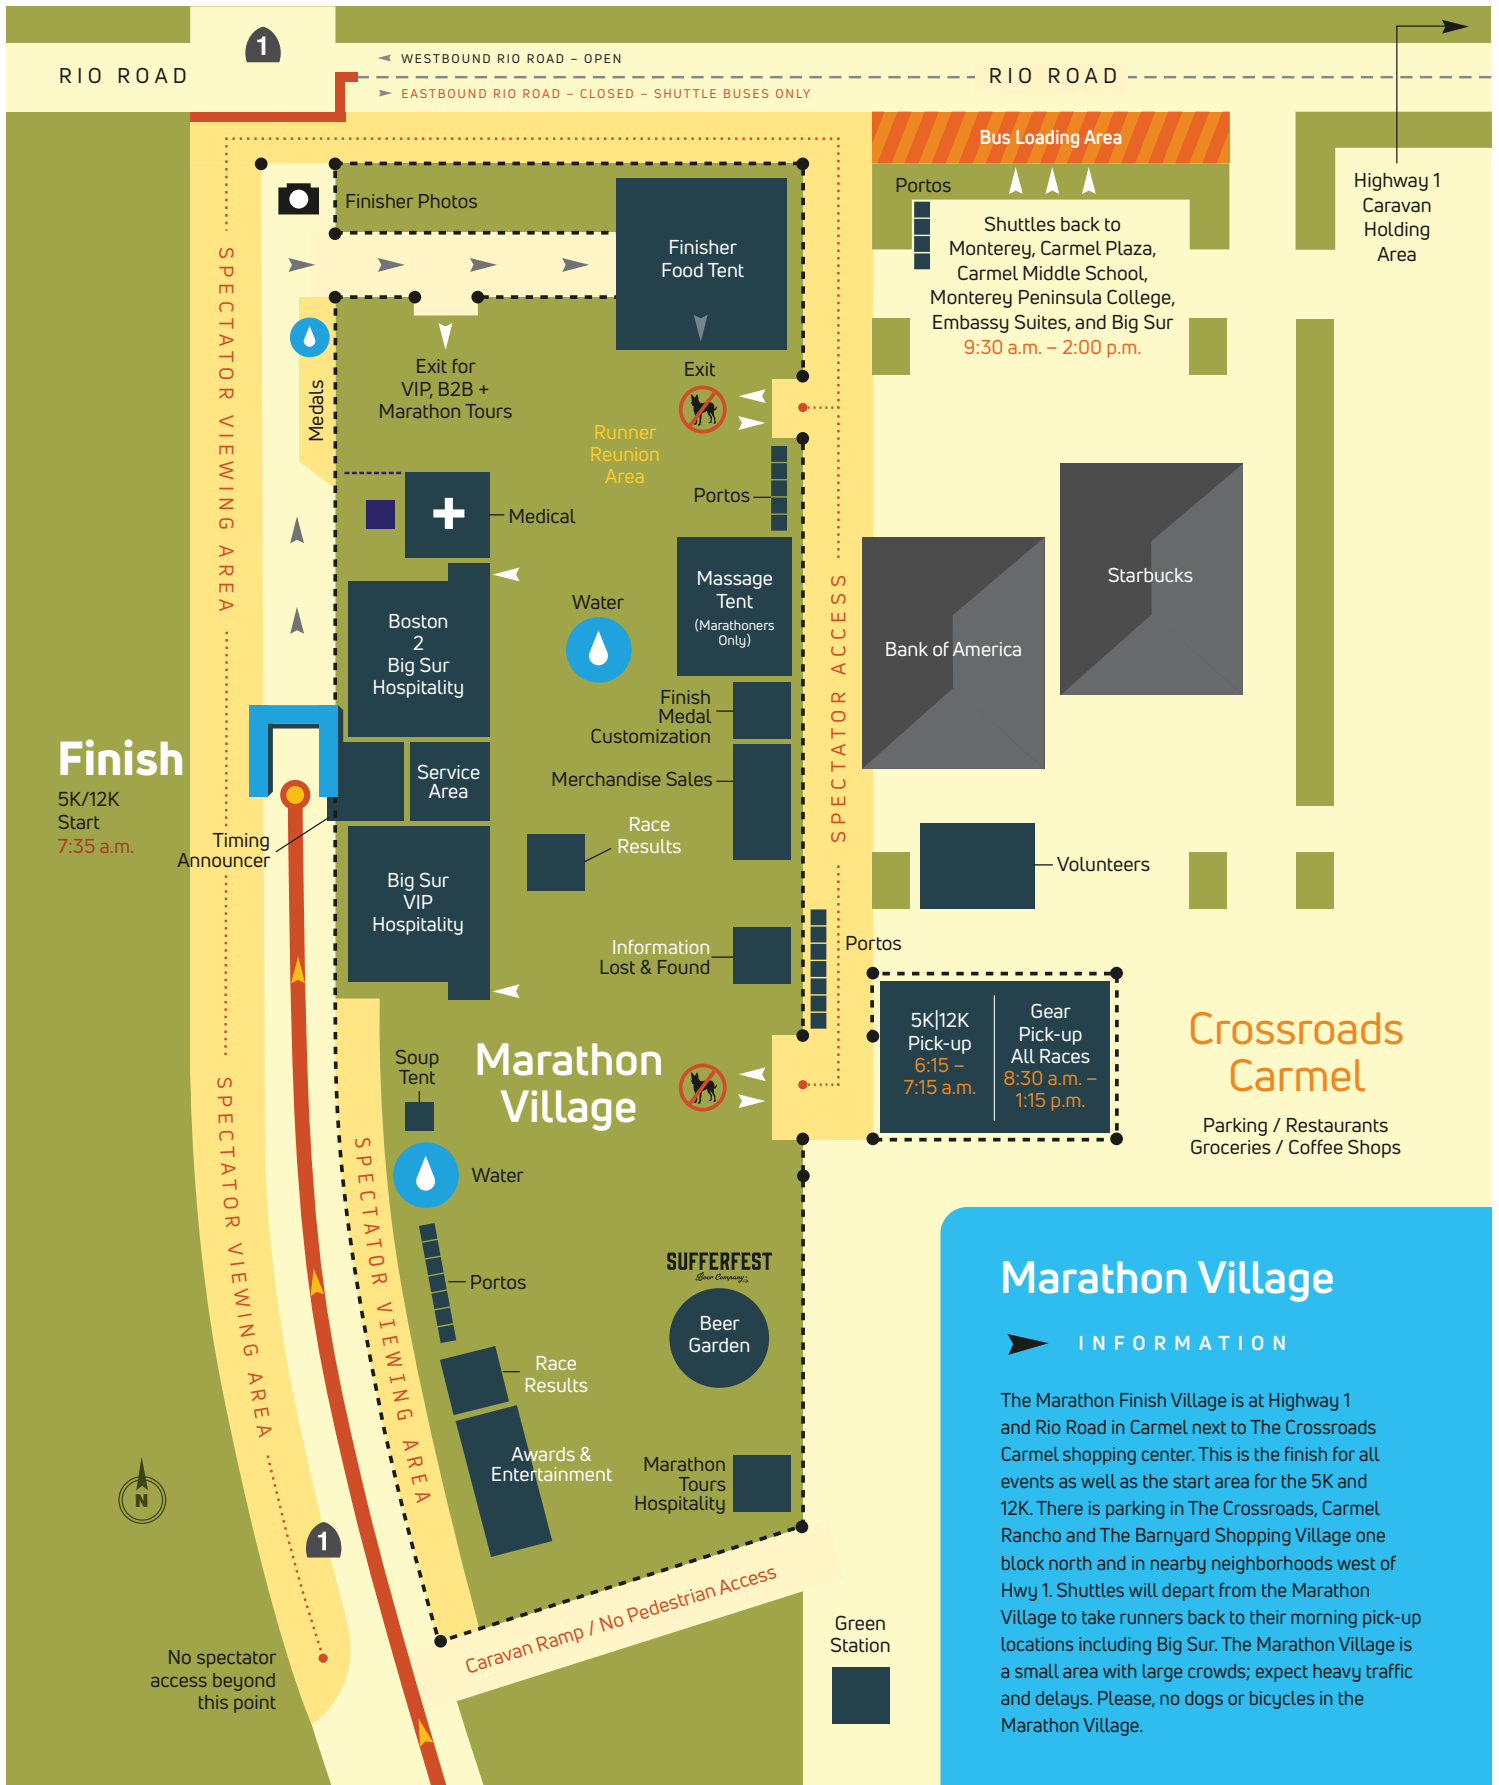 1
WESTBOUND RIO ROAD – OPEN
RIO ROAD
RIO ROAD
EASTBOUND RIO ROAD – CLOSED – SHUTTLE BUSES ONLY
Bus Loading Area
Highway 1
Caravan
Holding
Area
Portos
Shuttles back to
Monterey, Carmel Plaza,
Carmel Middle School,
Monterey Peninsula College,
Embassy Suites, and Big Sur
9:30 a.m. – 2:00 p.m.
Finisher Photos
Finisher
Food Tent
SPECTATOR VIEWING AREA
Medals
Exit for
VIP, B2B +
Marathon Tours
Exit
Runner
Reunion
Area
Portos
Medical
Massage
Tent
(Marathoners
Only)
Starbucks
Bank of America
SPECTATOR ACCESS
Boston
2
Big Sur
Hospitality
Water
Finish
Medal
Customization
Merchandise Sales
Finish
5K/12K
Start
7:35 a.m.
Timing
Announcer
Service
Area
Race
Results
Big Sur
VIP
Hospitality
Volunteers
Information
Lost & Found
Portos
5K|12K
Pick-up
6:15 –
7:15 a.m.
Gear
Pick-up
All Races
8:30 a.m. –
1:15 p.m.
Crossroads
Carmel
Parking / Restaurants
Groceries / Coffee Shops
Marathon
Village
Soup
Tent
Water
SPECTATOR VIEWING AREA
SPECTATOR VIEWING AREA
Portos
SUFFERFEST
Beer Company
Beer
Garden
Race
Results
Awards &
Entertainment
Marathon
Tours
Hospitality
N
1
Caravan Ramp / No Pedestrian Access
No spectator
access beyond
this point
Green
Station
Marathon Village
INFORMATION
The Marathon Finish Village is at Highway 1
and Rio Road in Carmel next to The Crossroads
Carmel shopping center. This is the finish for all
events as well as the start area for the 5K and
12K. There is parking in The Crossroads, Carmel
Rancho and The Barnyard Shopping Village one
block north and in nearby neighborhoods west of
Hwy 1. Shuttles will depart from the Marathon
Village to take runners back to their morning pick-up
locations including Big Sur. The Marathon Village is
a small area with large crowds; expect heavy traffic
and delays. Please, no dogs or bicycles in the
Marathon Village.